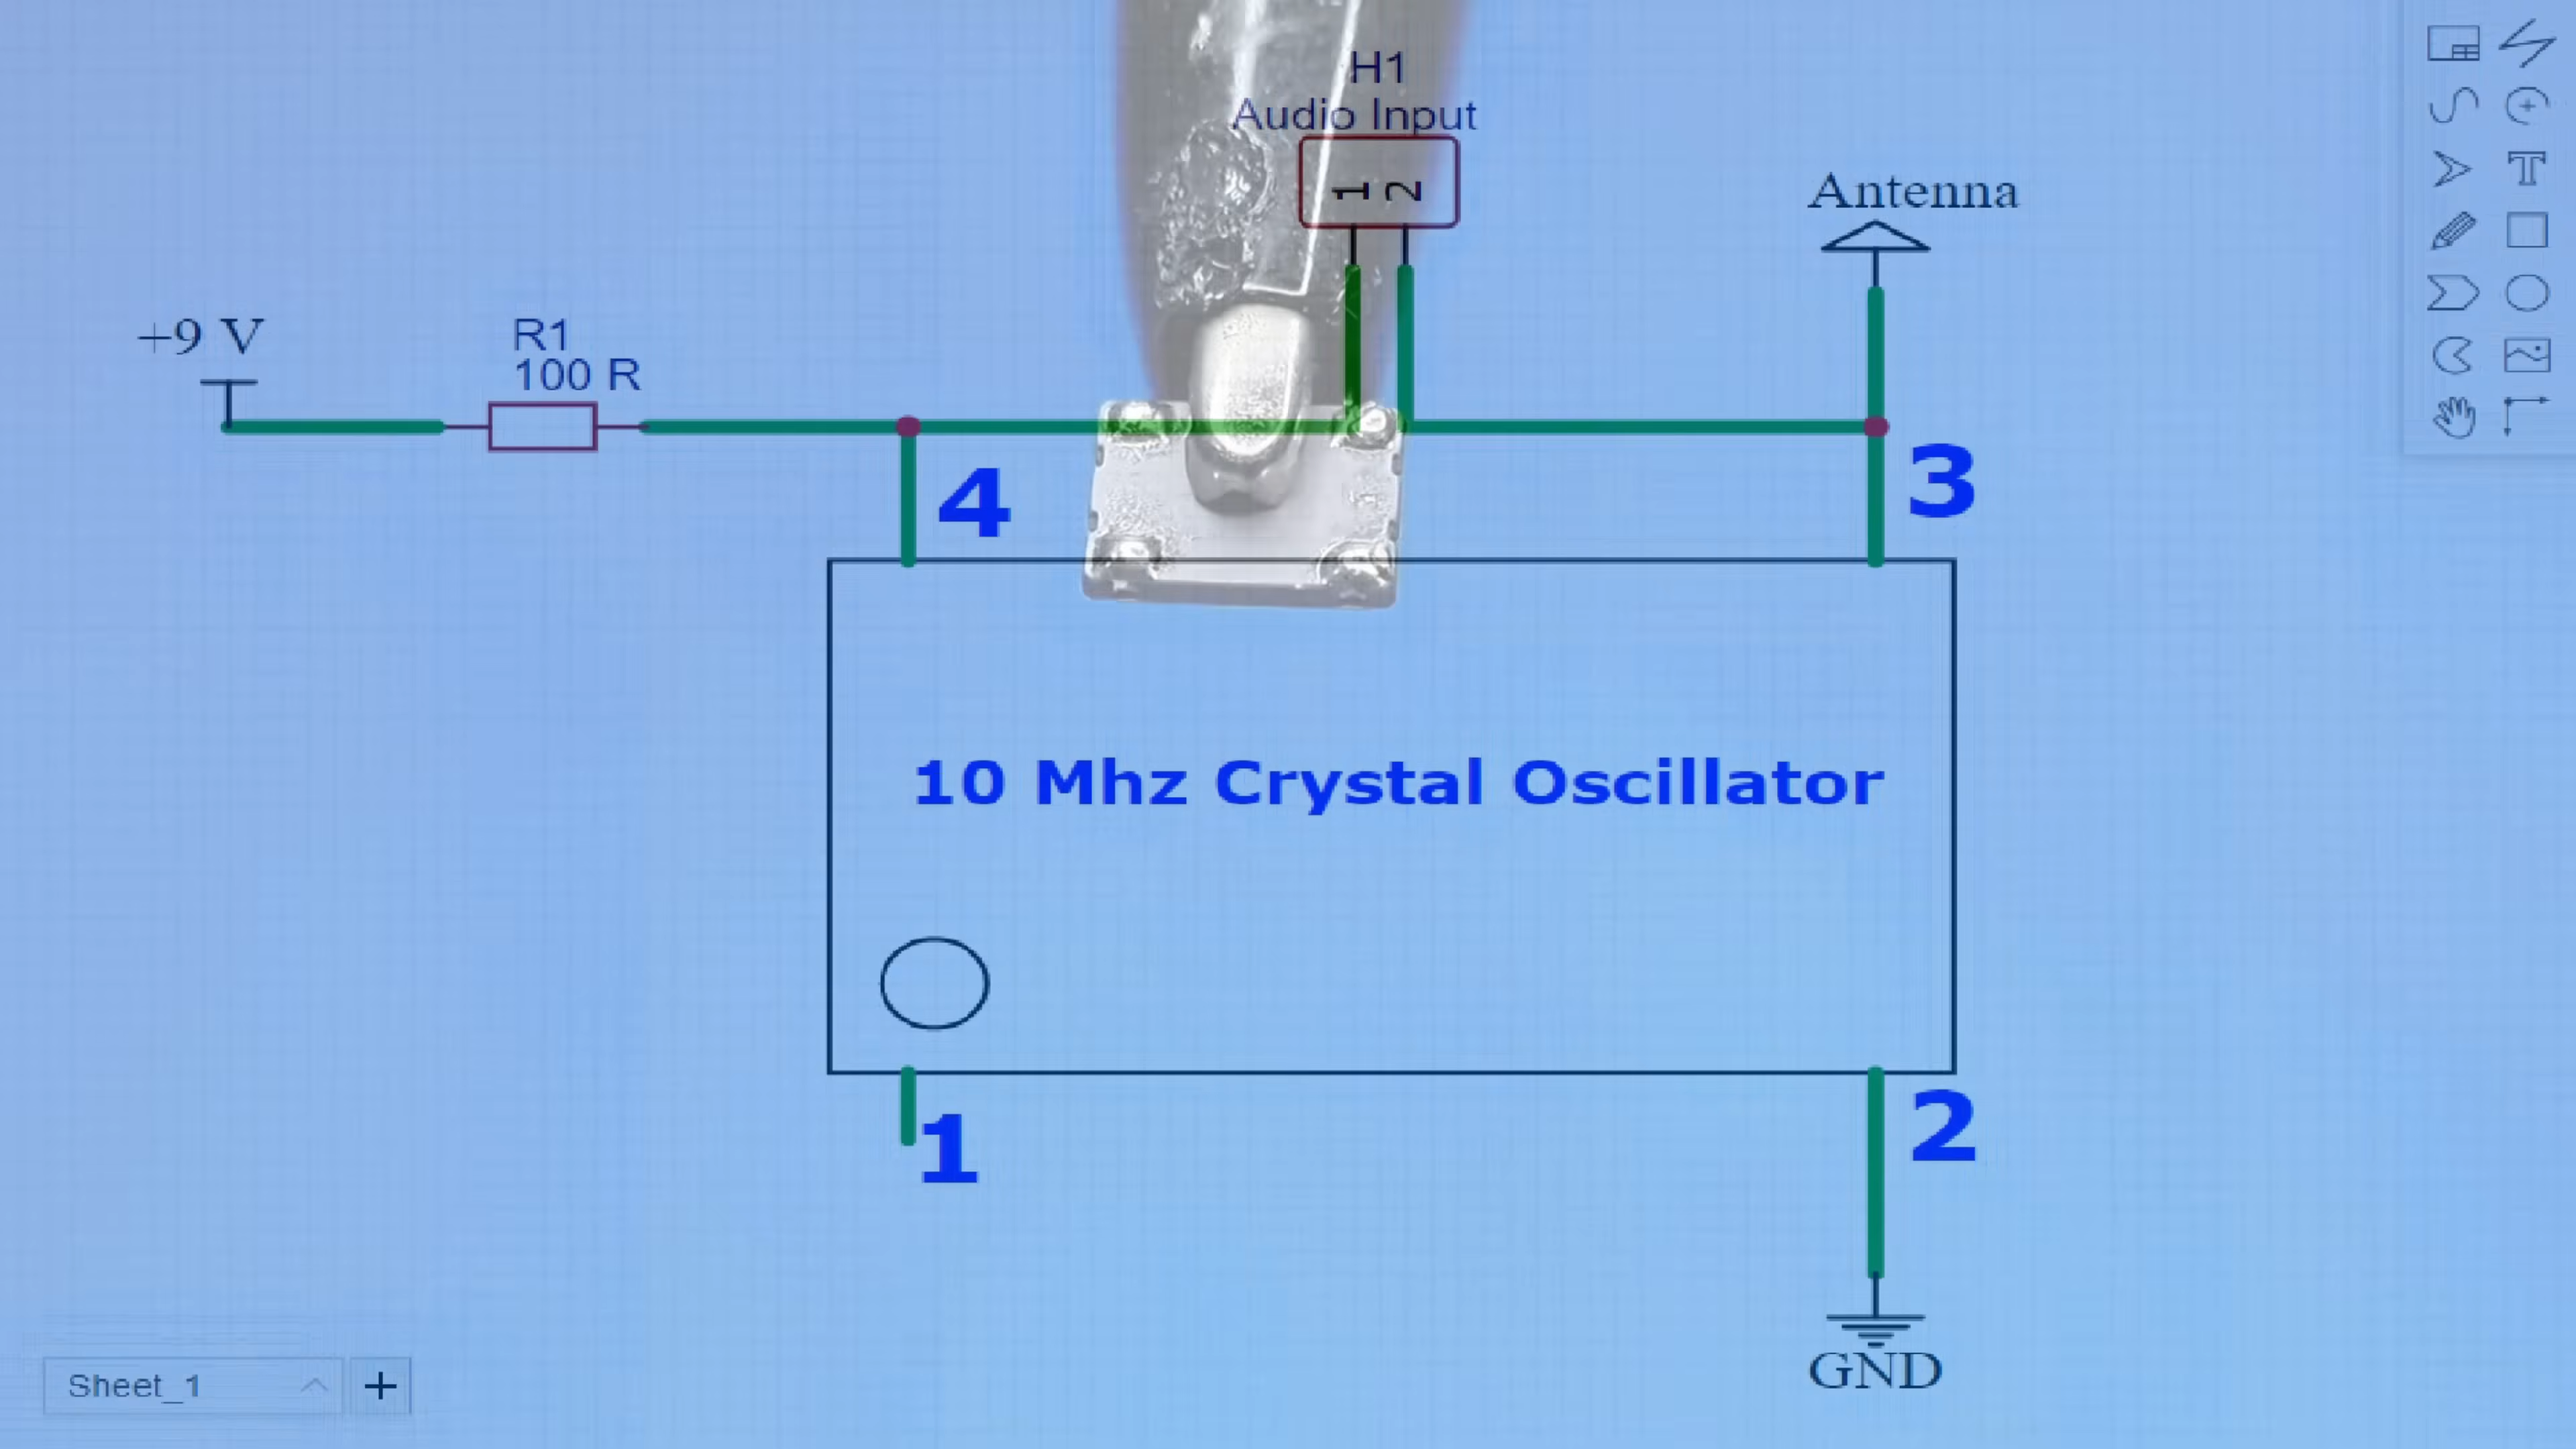 H1
Audio Input
1 2
Antenna
+9 V
R1
100 R
4
3
10 Mhz Crystal Oscillator
1
2
GND
Sheet_1
+
T